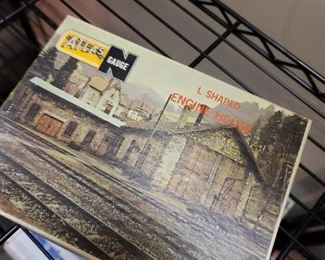 ATLAS
N
GAUGE
L SHAPED
ENGINE HOUSE